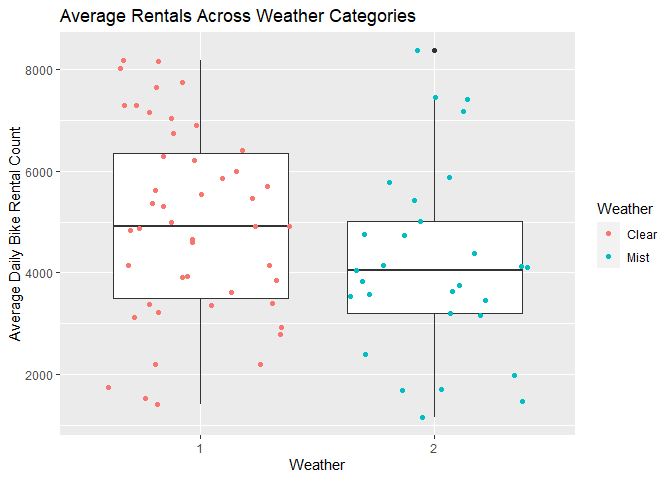 Average Rentals Across Weather Categories
Average Daily Bike Rental Count
8000
6000
4000
2000
1
2
Weather
Weather
Clear
Mist